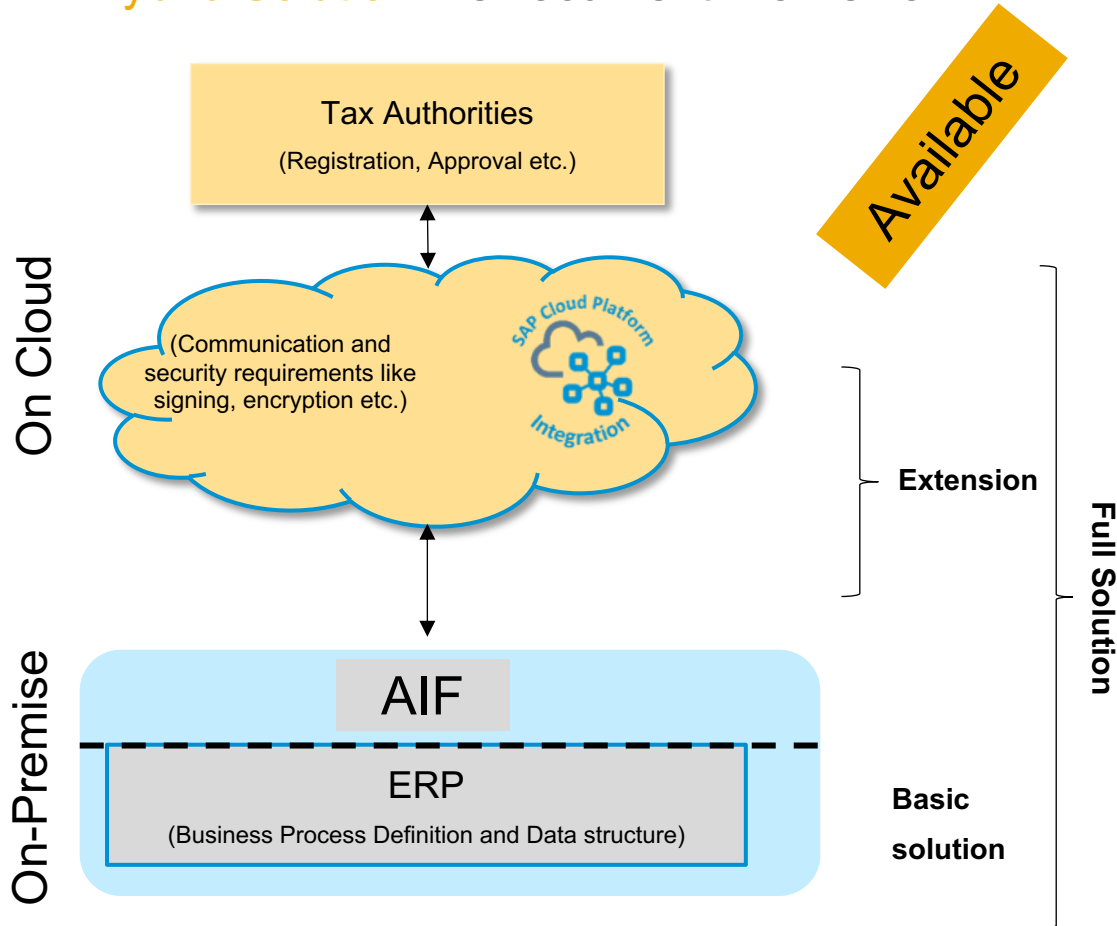 Tax Authorities
(Registration, Approval etc.)
Available
On Cloud
(Communication and
security requirements like
signing, encryption etc.)
SAP Cloud Platform
Integration
Extension
Full Solution
On-Premise
AIF
ERP
(Business Process Definition and Data structure)
Basic
solution